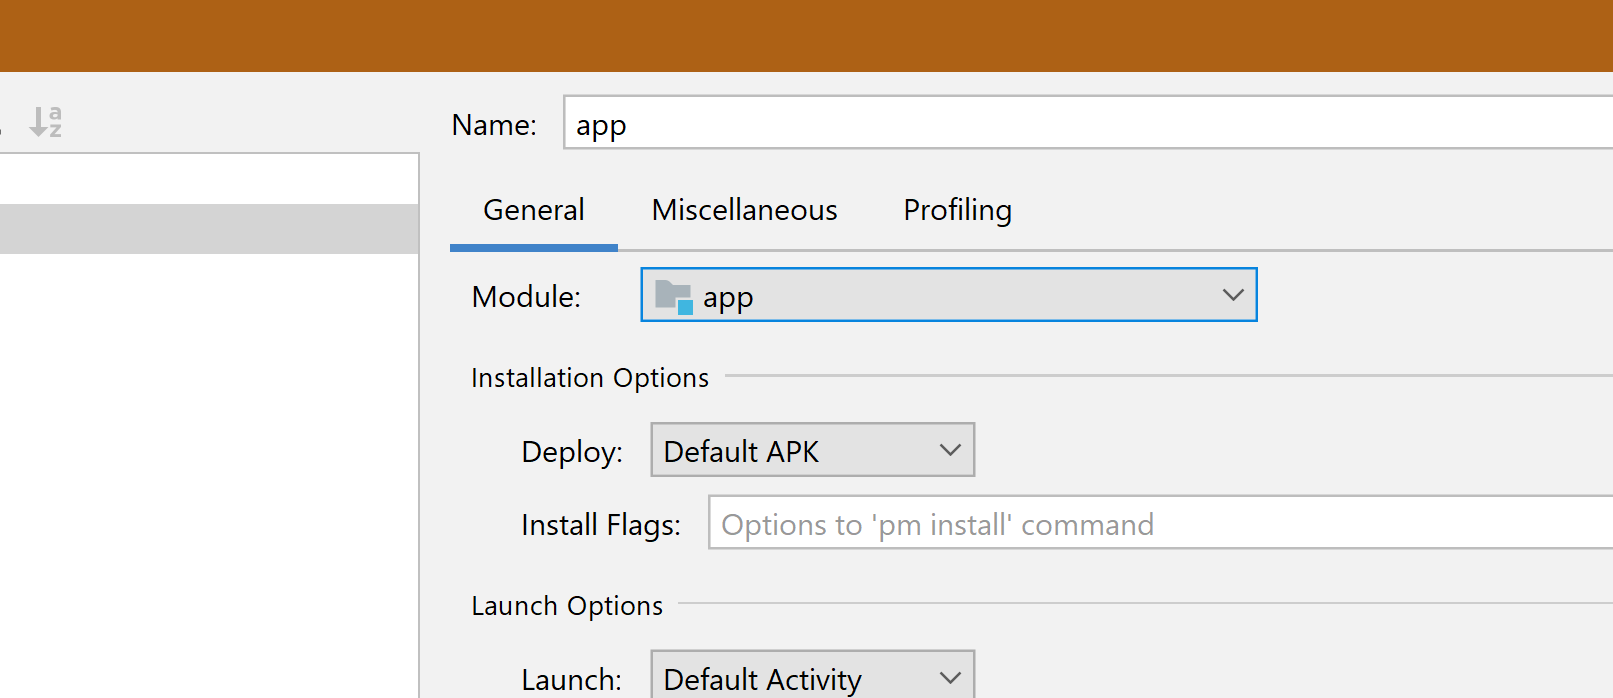 Name: app
General Miscellaneous Profiling
Module: app
Installation Options
Deploy: Default APK
Install Flags: Options to 'pm install' command
Launch Options
Launch: Default Activity